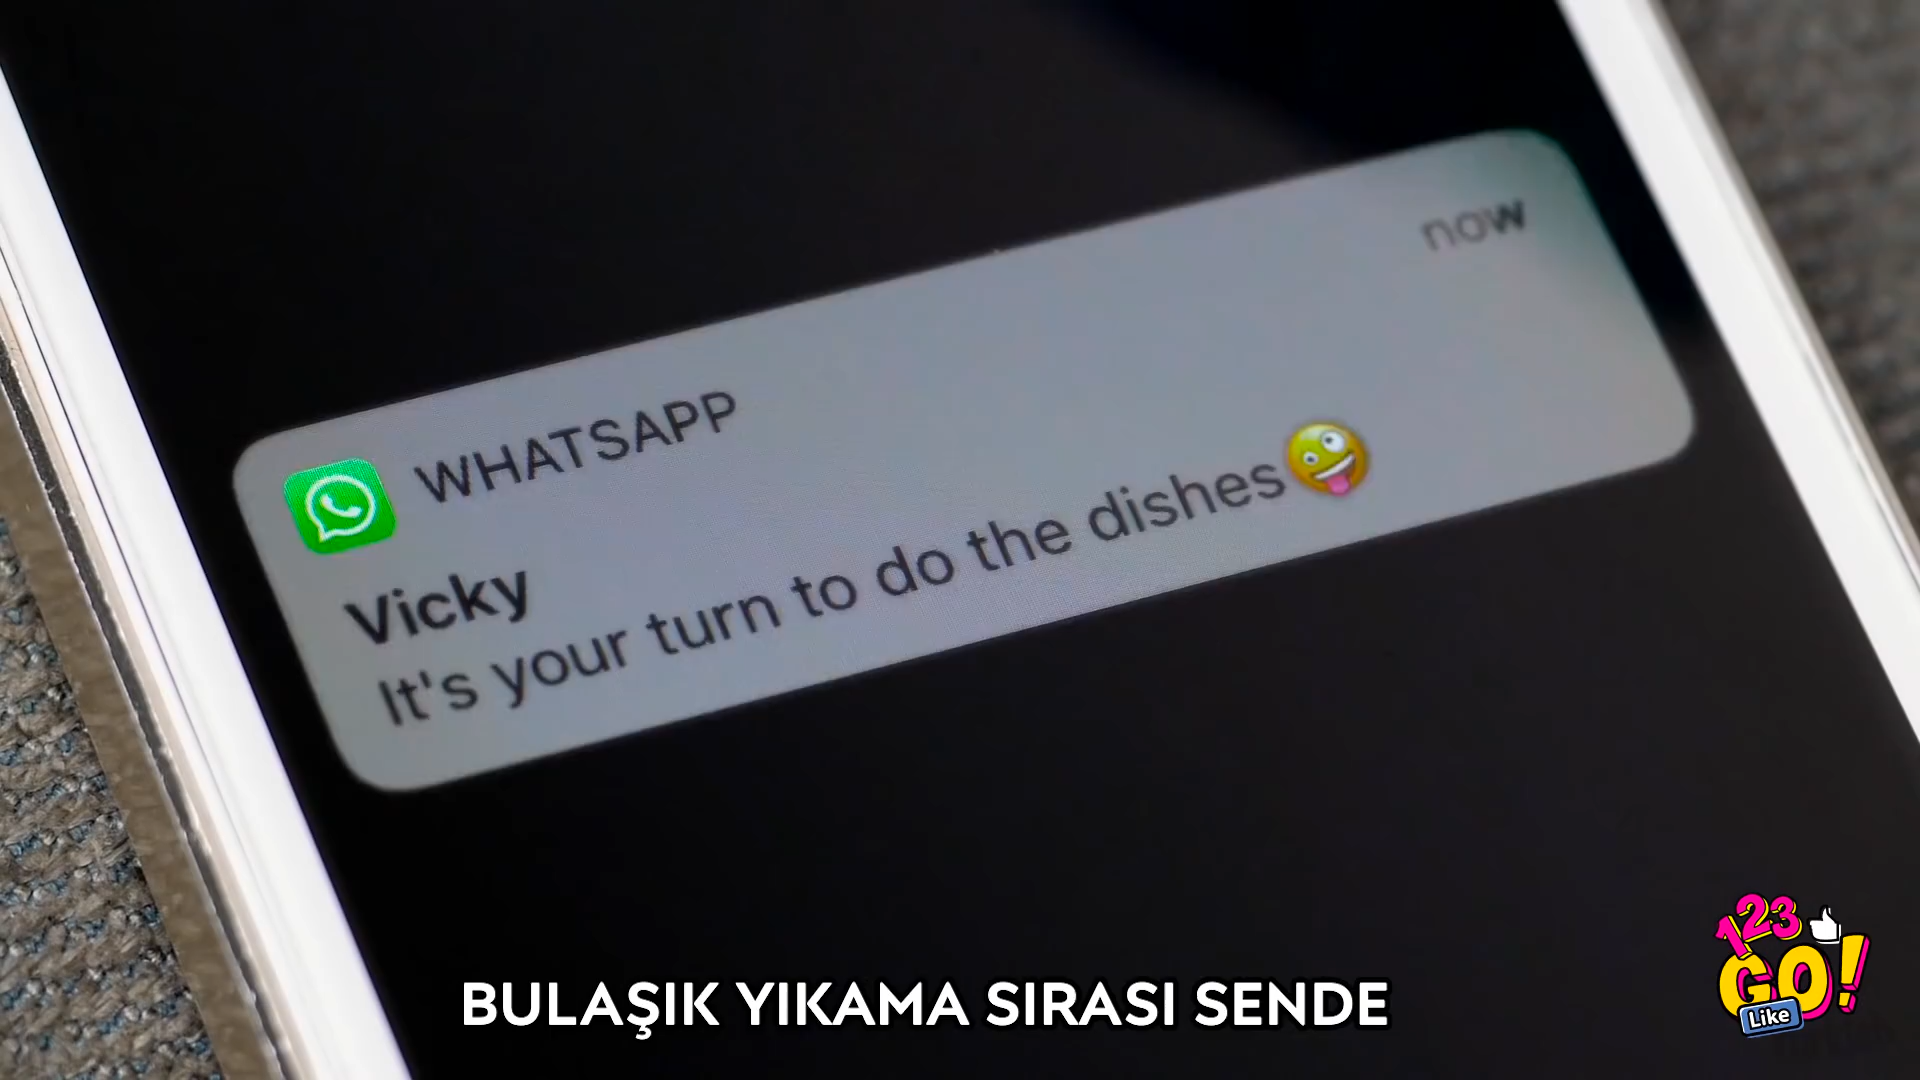 now
WHATSAPP
Vicky
It's your turn to do the dishes🤪
BULAŞIK YIKAMA SIRASI SENDE
123
GO!
Like